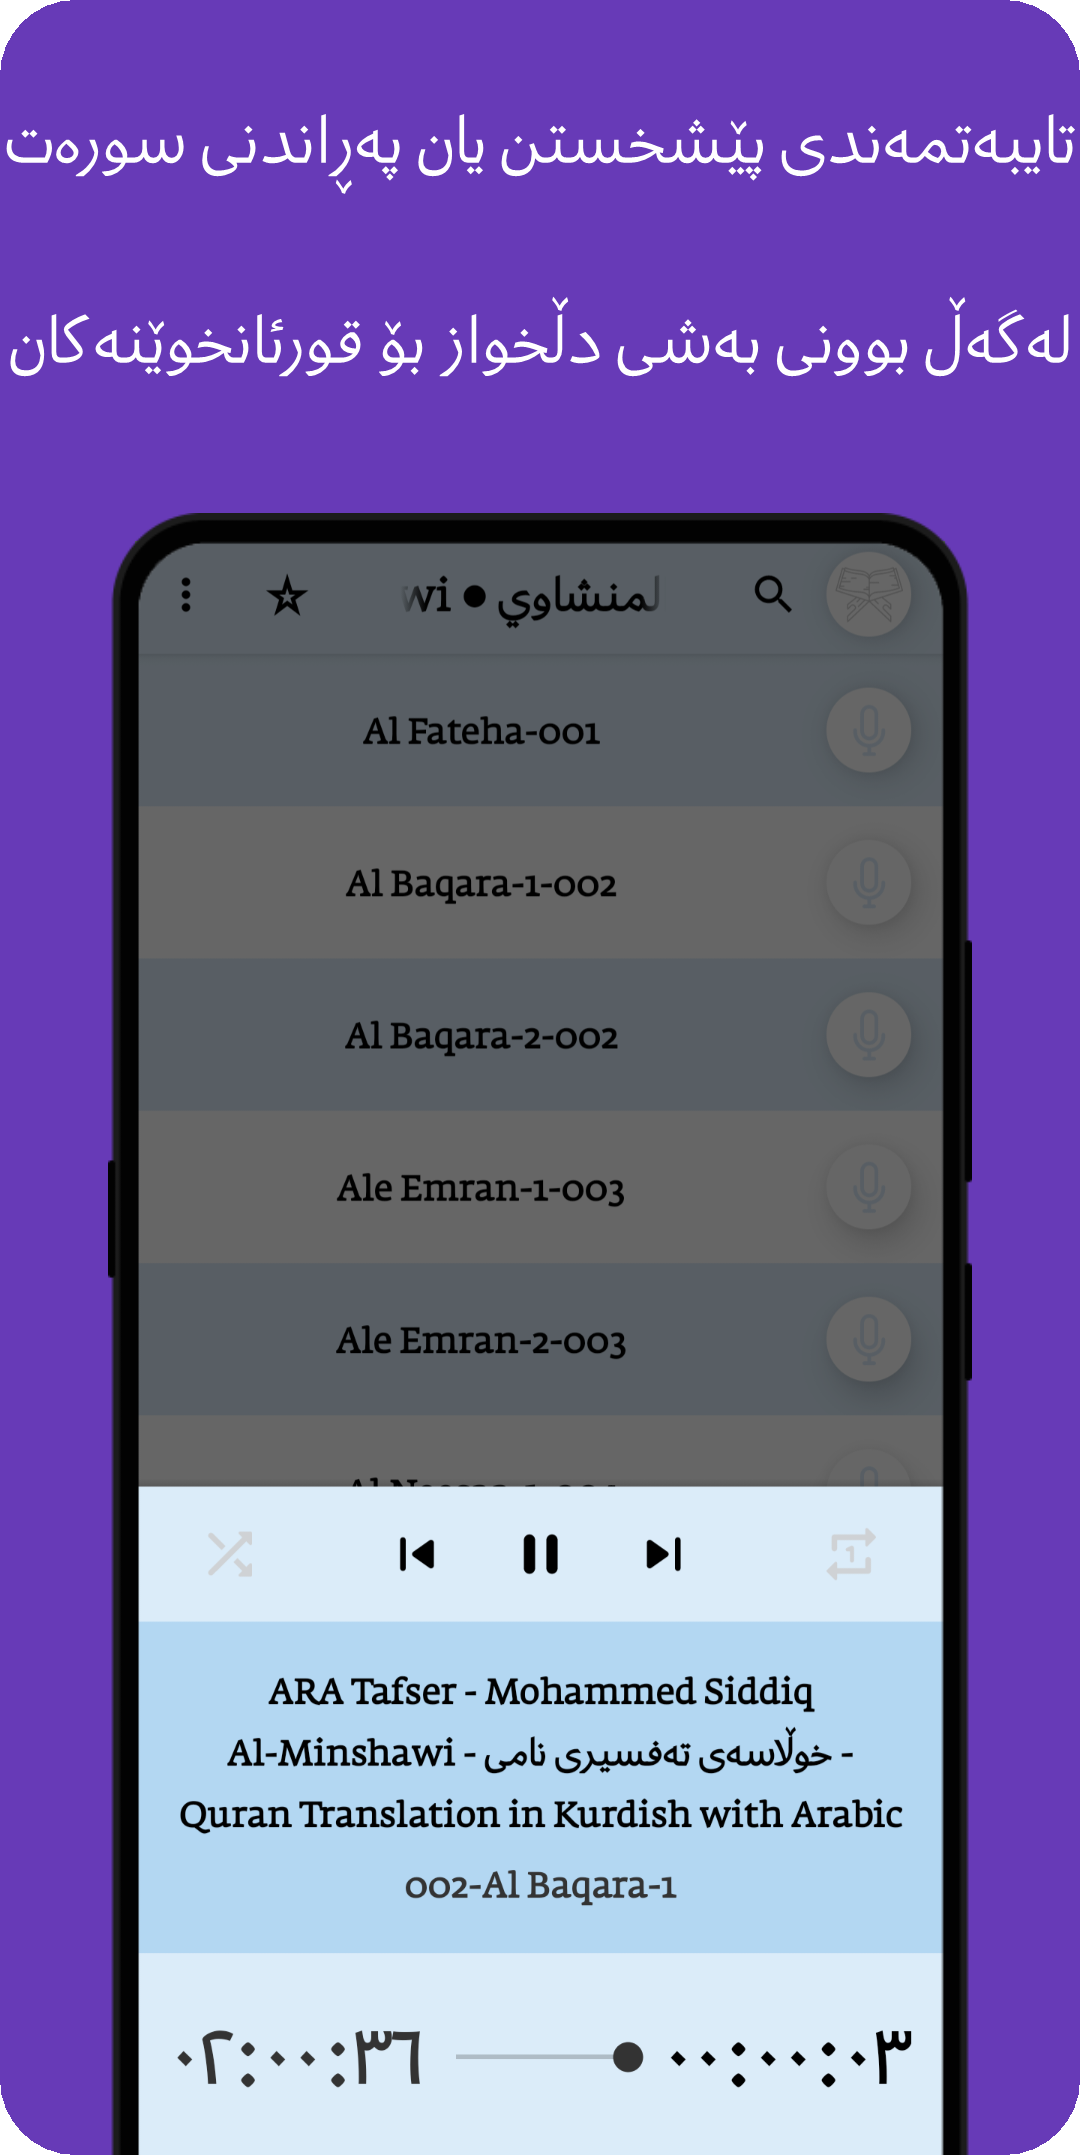 تایبەتمەندی پێشخستن یان پەڕاندنی سورەت
لەگەڵ بوونی بەشی دڵخواز بۆ قورئانخوێنەکان
لمنشاوي ● wi
Al Fateha-001
Al Baqara-1-002
Al Baqara-2-002
Ale Emran-1-003
Ale Emran-2-003
1
ARA Tafser - Mohammed Siddiq
Al-Minshawi - خوڵاسەی تەفسیری نامی -
Quran Translation in Kurdish with Arabic
002-Al Baqara-1
٠٢:٠٠:٣٦ ٠٠:٠٠:٠٣